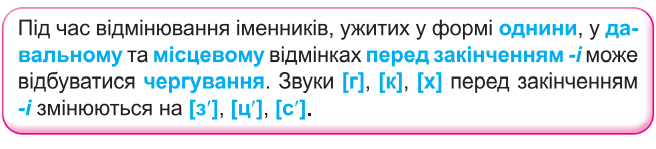 Під час відмінювання іменників, ужитих у формі однини, у да-
вальному та місцевому відмінках перед закінченням -і може
відбуватися чергування. Звуки [г], [к], [х] перед закінченням
-і змінюються на [з′], [ц′], [с′].